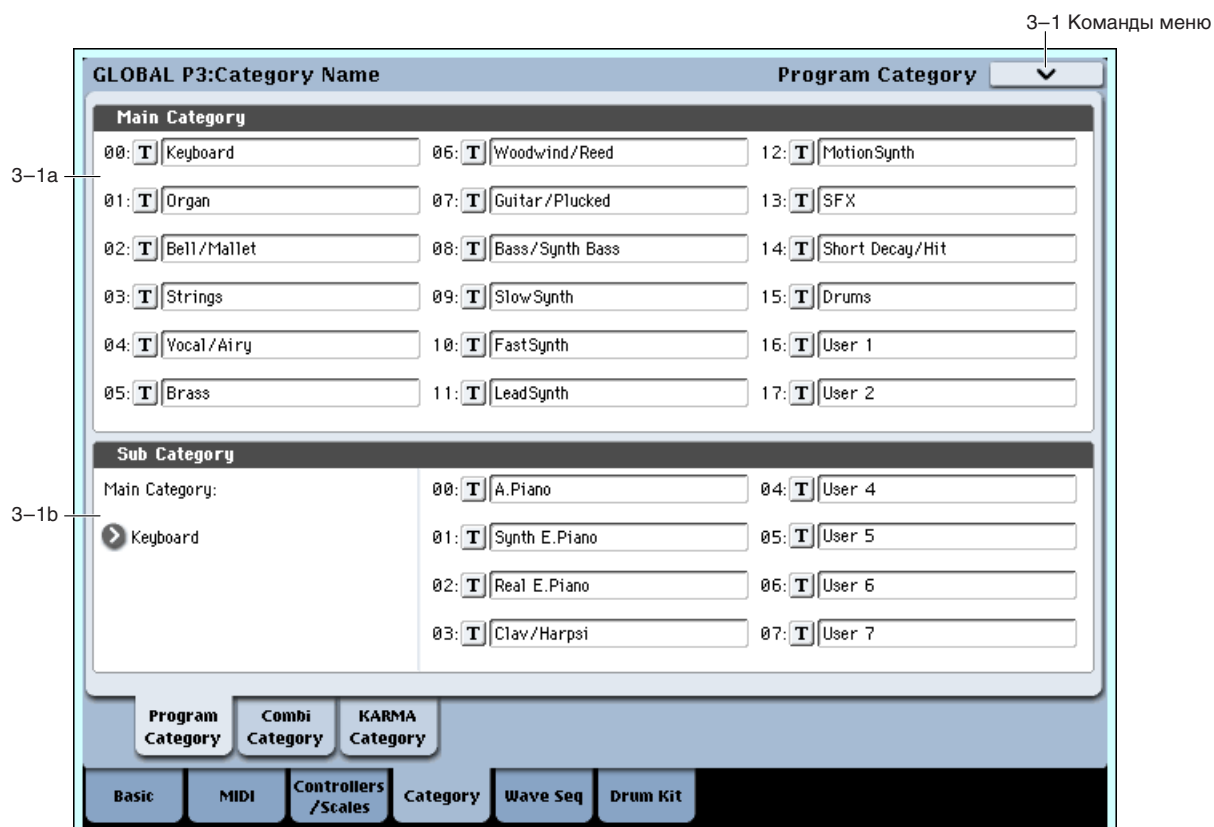 3–1 Команды меню
GLOBAL P3:Category Name
Program Category
Main Category
3–1a
00: T Keyboard
06: T Woodwind/Reed
12: T MotionSynth
01: T Organ
07: T Guitar/Plucked
13: T SFX
02: T Bell/Mallet
08: T Bass/Synth Bass
14: T Short Decay/Hit
03: T Strings
09: T SlowSynth
15: T Drums
04: T Vocal/Airy
10: T FastSynth
16: T User 1
05: T Brass
11: T LeadSynth
17: T User 2
Sub Category
3–1b
Main Category:
00: T A.Piano
04: T User 4
Keyboard
01: T Synth E.Piano
05: T User 5
02: T Real E.Piano
06: T User 6
03: T Clav/Harpsi
07: T User 7
Program
Category
Combi
Category
KARMA
Category
Basic
MIDI
Controllers
/Scales
Category
Wave Seq
Drum Kit